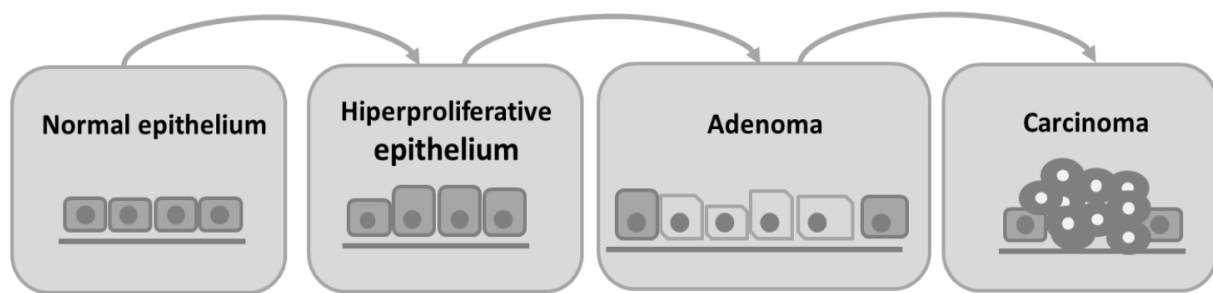 Normal epithelium
Hiperproliferative
epithelium
Adenoma
Carcinoma